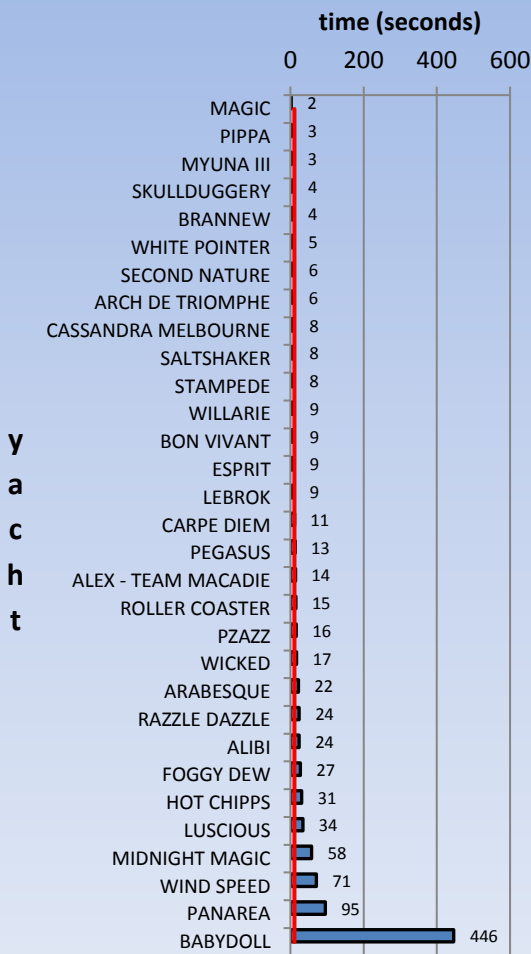 time (seconds)
0 200 400 600
MAGIC 2
PIPPA 3
MYUNA III 3
SKULLDUGGERY 4
BRANNEW 4
WHITE POINTER 5
SECOND NATURE 6
ARCH DE TRIOMPHE 6
CASSANDRA MELBOURNE 8
SALTSHAKER 8
STAMPEDE 8
WILLARIE 9
BON VIVANT 9
ESPRIT 9
LEBROK 9
CARPE DIEM 11
PEGASUS 13
ALEX - TEAM MACADIE 14
ROLLER COASTER 15
PZAZZ 16
WICKED 17
ARABESQUE 22
RAZZLE DAZZLE 24
ALIBI 24
FOGGY DEW 27
HOT CHIPPS 31
LUSCIOUS 34
MIDNIGHT MAGIC 58
WIND SPEED 71
PANAREA 95
BABYDOLL 446
yacht